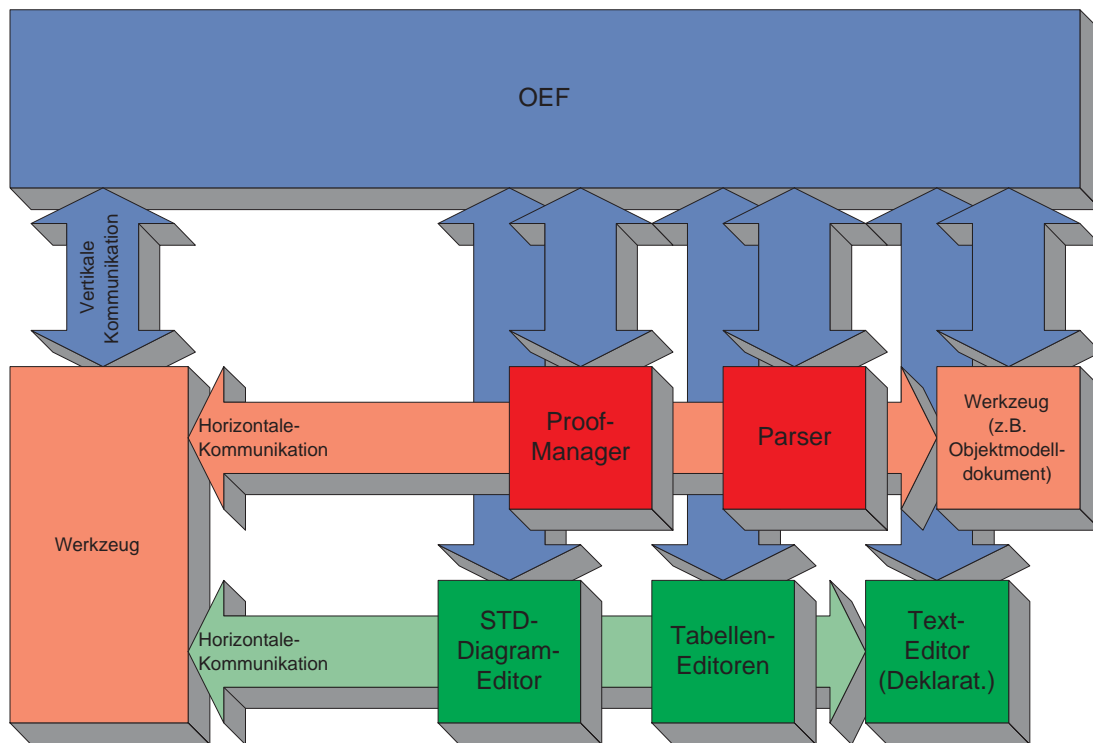 OEF
Vertikale
Kommunikation
Horizontale-
Kommunikation
Proof-
Manager
Parser
Werkzeug
(z.B.
Objektmodell-
dokument)
Werkzeug
Horizontale-
Kommunikation
STD-
Diagram-
Editor
Tabellen-
Editoren
Text-
Editor
(Deklarat.)